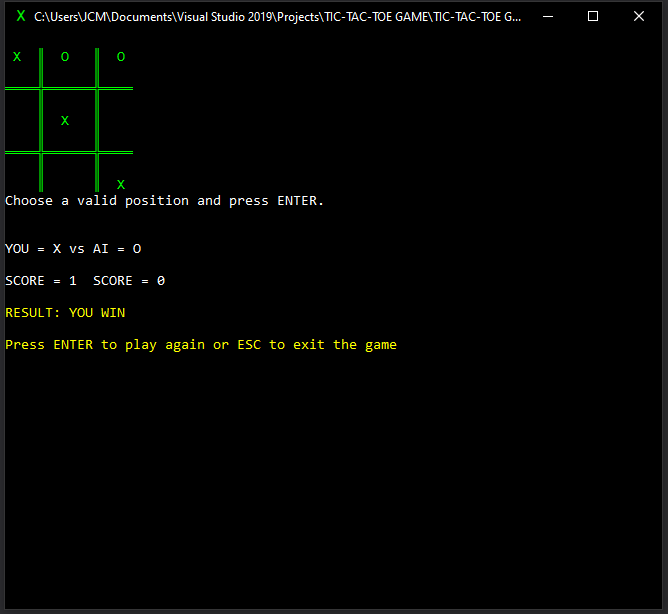 X C:\Users\JCM\Documents\Visual Studio 2019\Projects\TIC-TAC-TOE GAME\TIC-TAC-TOE G...
X O O
X
X
Choose a valid position and press ENTER.
YOU = X vs AI = O
SCORE = 1 SCORE = 0
RESULT: YOU WIN
Press ENTER to play again or ESC to exit the game